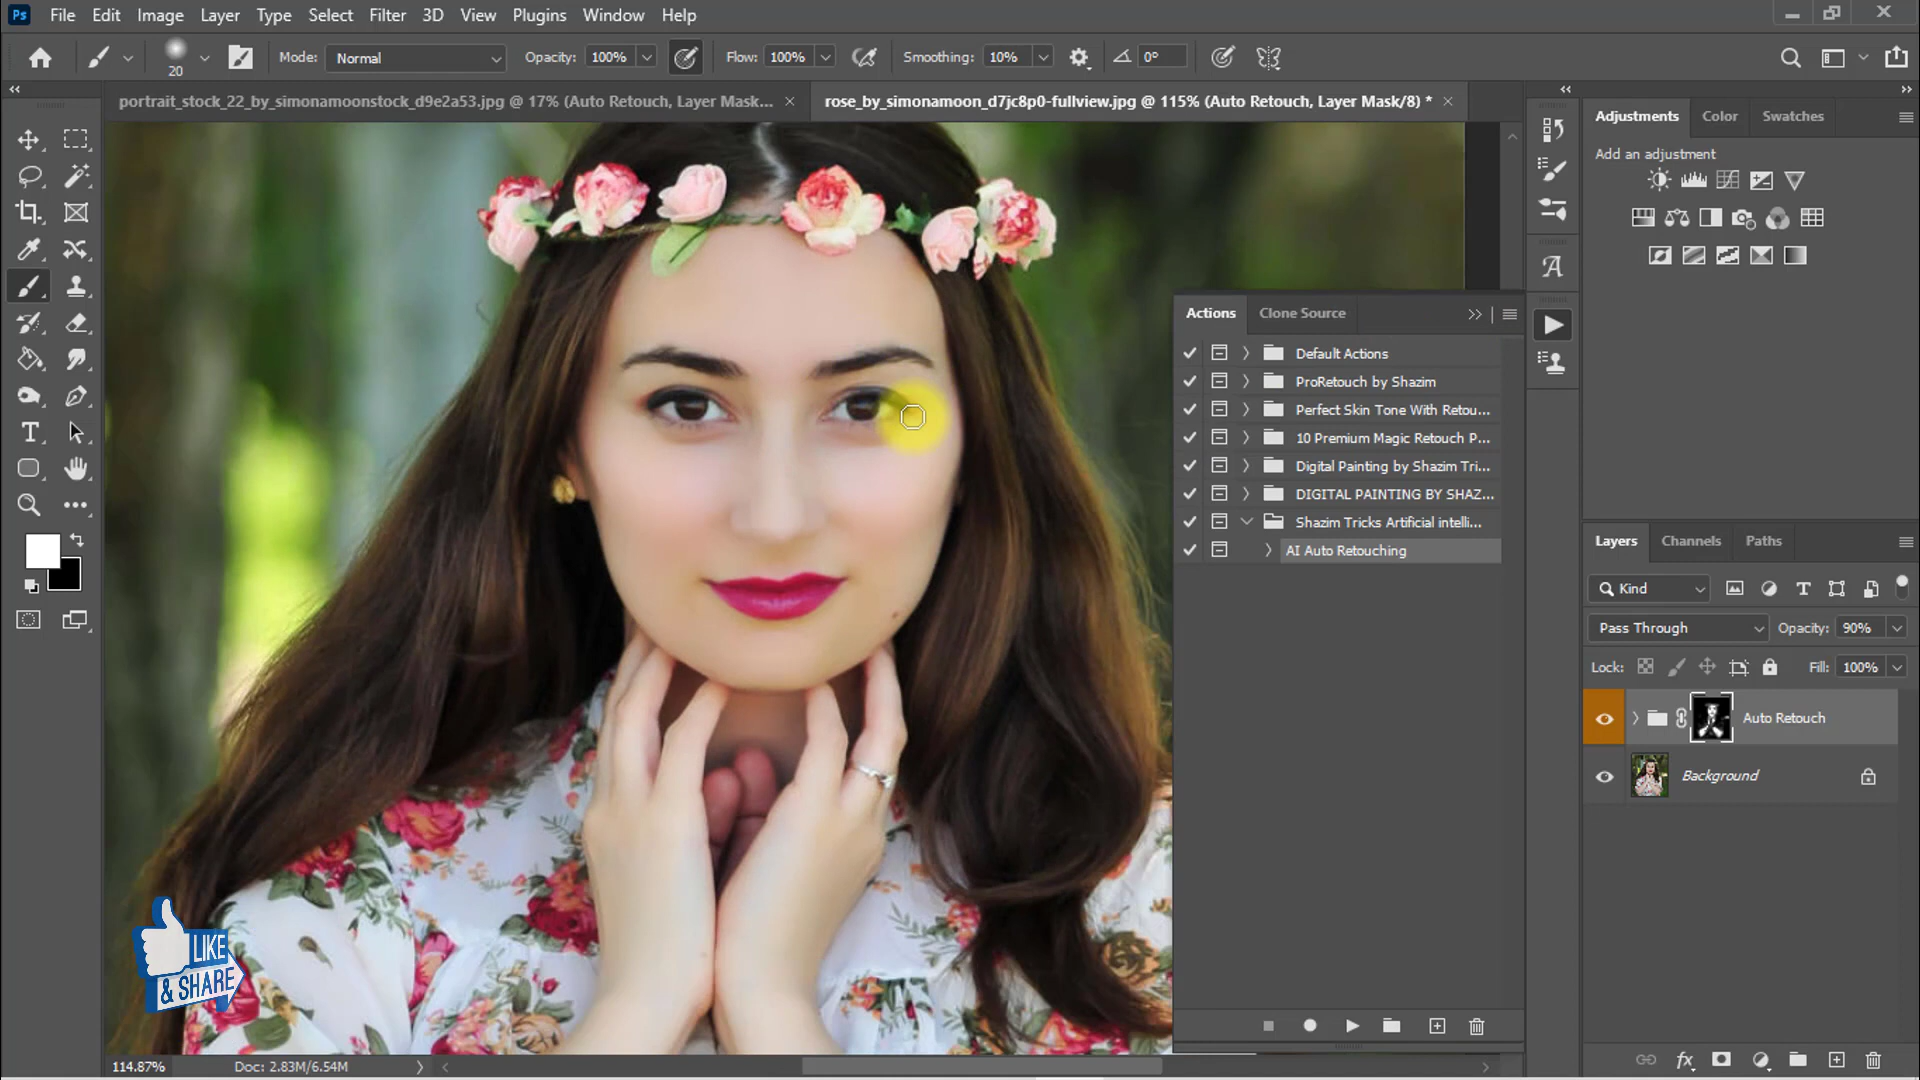 Ps File Edit Image Layer Type Select Filter 3D View Plugins Window Help
20 Mode: Normal Opacity: 100% Flow: 100% Smoothing: 10% 0°
portrait_stock_22_by_simonamoonstock_d9e2a53.jpg @ 17% (Auto Retouch, Layer Mask...
rose_by_simonamoon_d7jc8p0-fullview.jpg @ 115% (Auto Retouch, Layer Mask/8) *
Adjustments Color Swatches
Add an adjustment
Actions Clone Source
Default Actions
ProRetouch by Shazim
Perfect Skin Tone With Retou...
10 Premium Magic Retouch P...
Digital Painting by Shazim Tri...
DIGITAL PAINTING BY SHAZ...
Shazim Tricks Artificial intelli...
AI Auto Retouching
Layers Channels Paths
Kind
Pass Through Opacity: 90%
Lock: Fill: 100%
Auto Retouch
Background
LIKE
& SHARE
114.87% Doc: 2.83M/6.54M